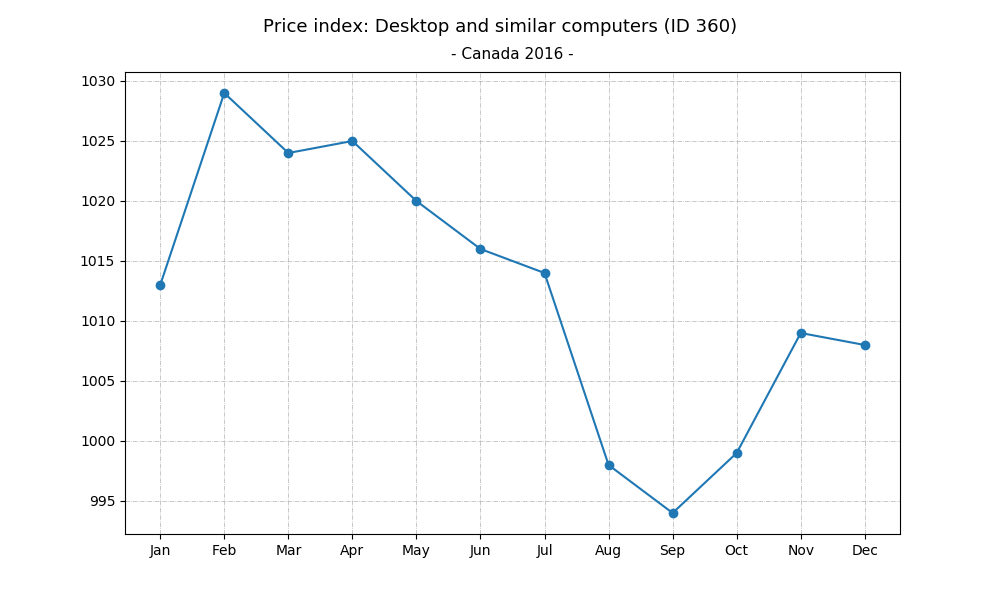 Price index: Desktop and similar computers (ID 360)
- Canada 2016 -
1030
1025
1020
1015
1010
1005
1000
995
Jan Feb Mar Apr May Jun Jul Aug Sep Oct Nov Dec